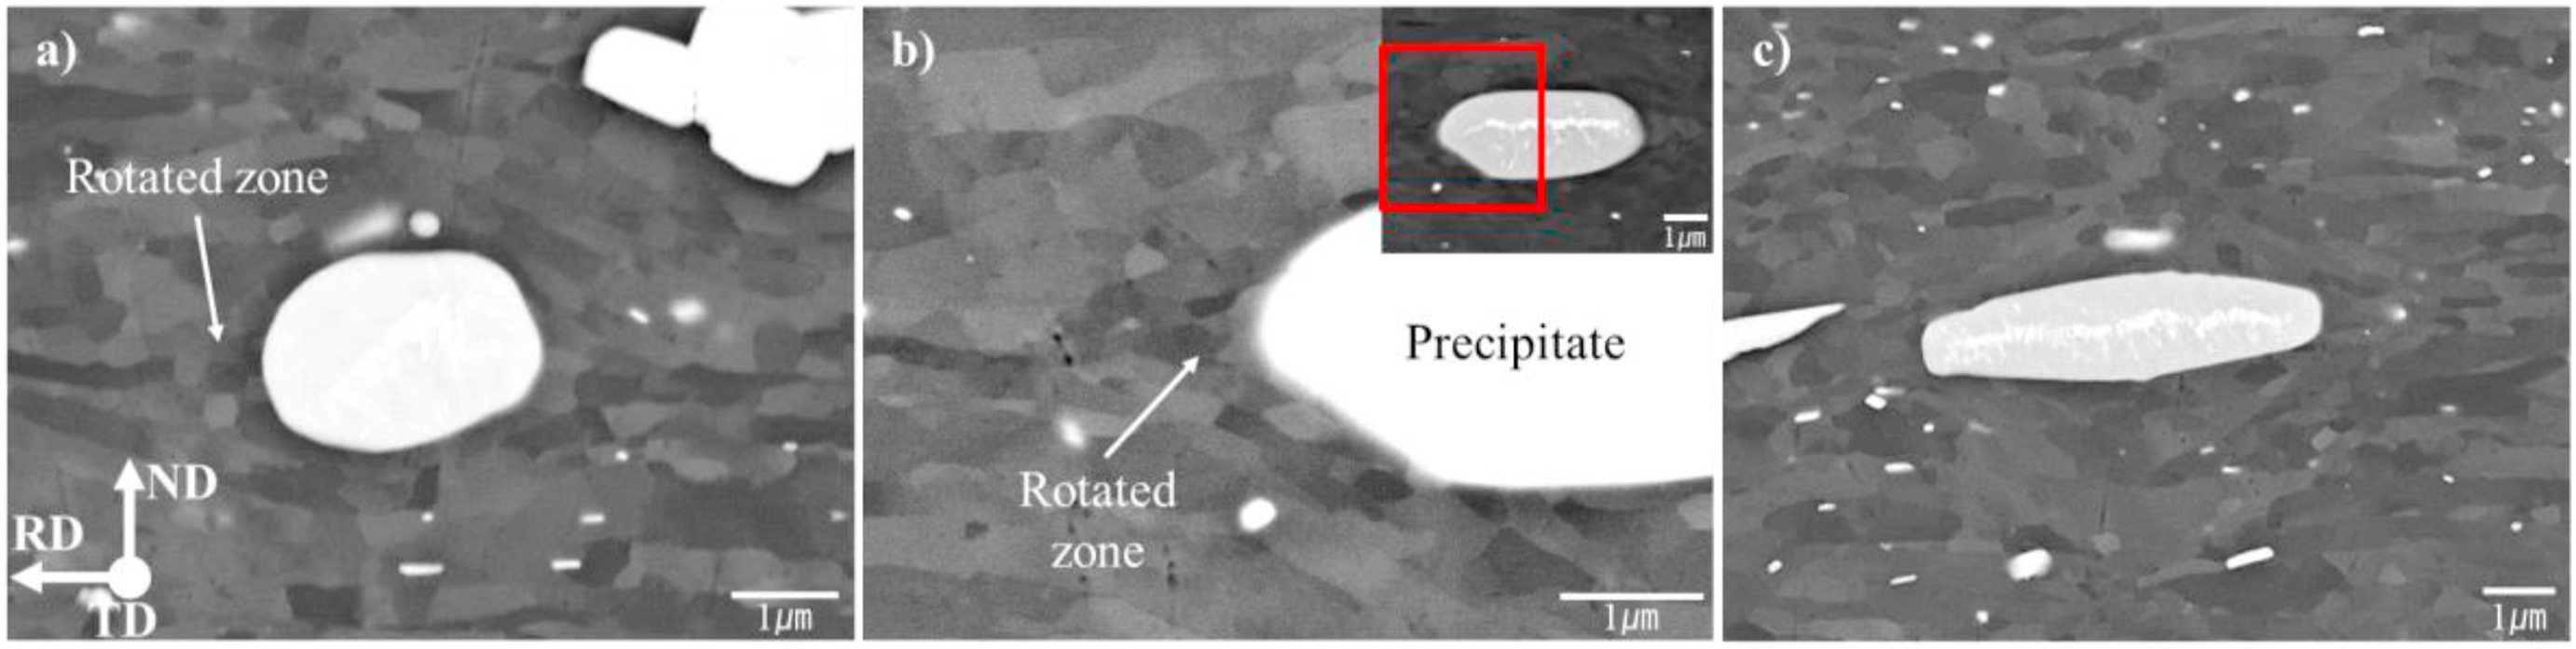 a)
Rotated zone
ND
RD
TD
1μm
b)
1μm
Precipitate
Rotated
zone
1μm
c)
1μm